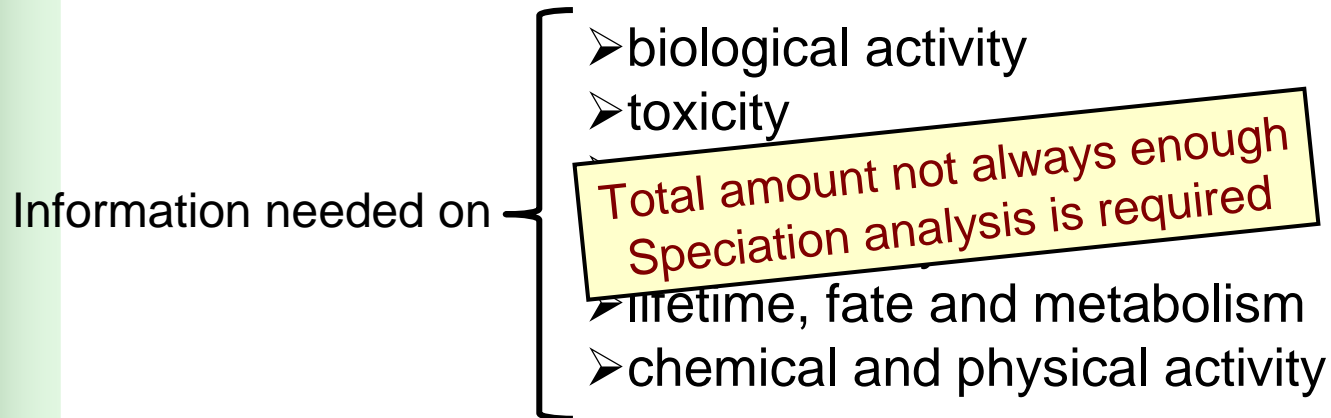 ➢biological activity
➢toxicity
Total amount not always enough
Speciation analysis is required
Information needed on
➢lifetime, fate and metabolism
➢chemical and physical activity